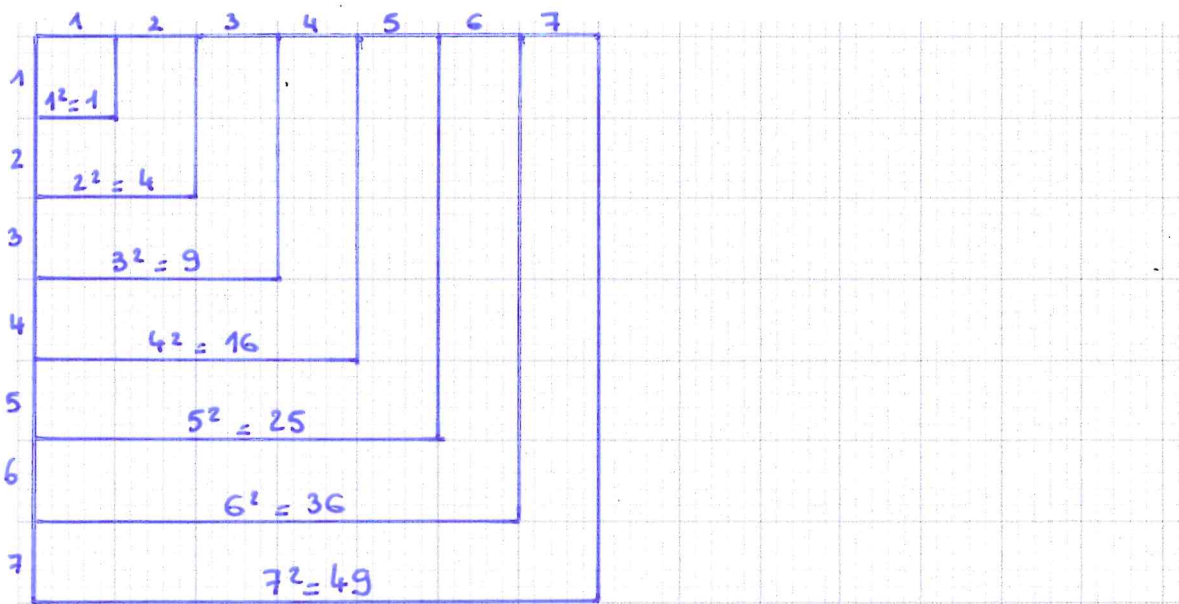 1 2 3 4 5 6 7
1
1² = 1
2
2² = 4
3
3² = 9
4
4² = 16
5
5² = 25
6
6² = 36
7
7² = 49